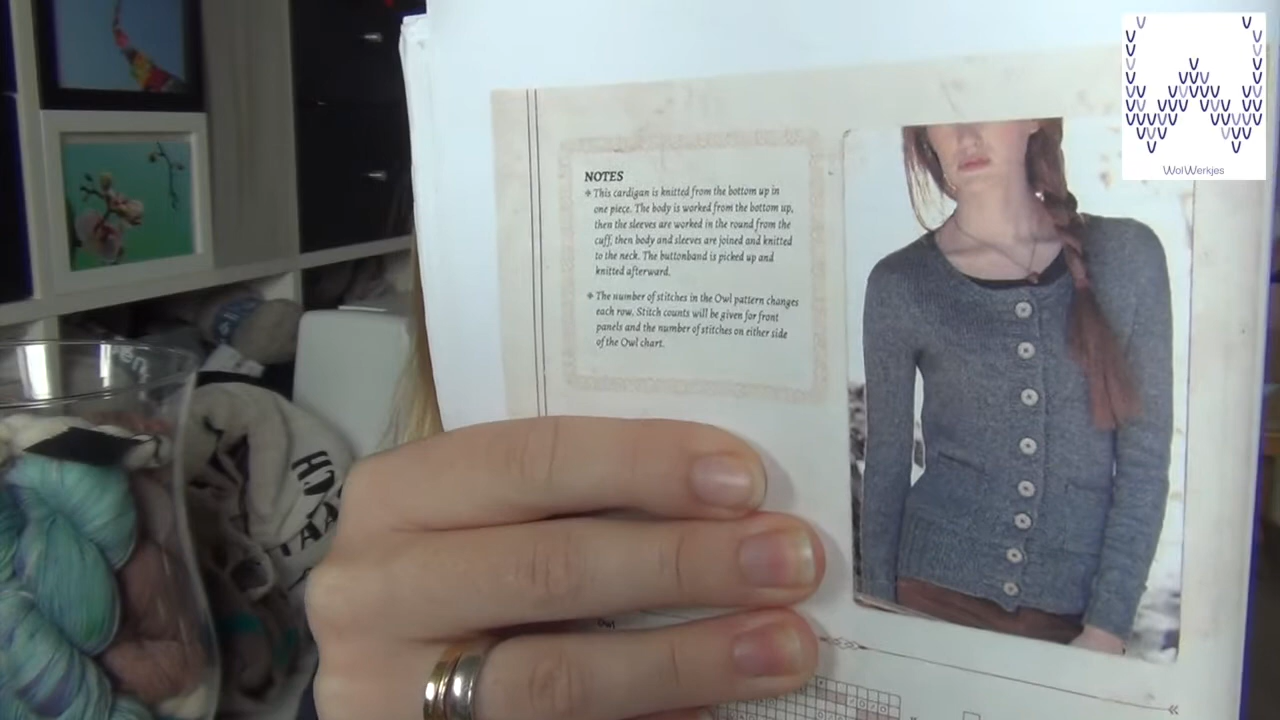 WolWerkjes
NOTES
✤ This cardigan is knitted from the bottom up in
one piece. The body is worked from the bottom up,
then the sleeves are worked in the round from the
cuff, then body and sleeves are joined and knitted
to the neck. The buttonband is picked up and
knitted afterward.
✤ The number of stitches in the Owl pattern changes
each row. Stitch counts will be given for front
panels and the number of stitches on either side
of the Owl chart.
Owl